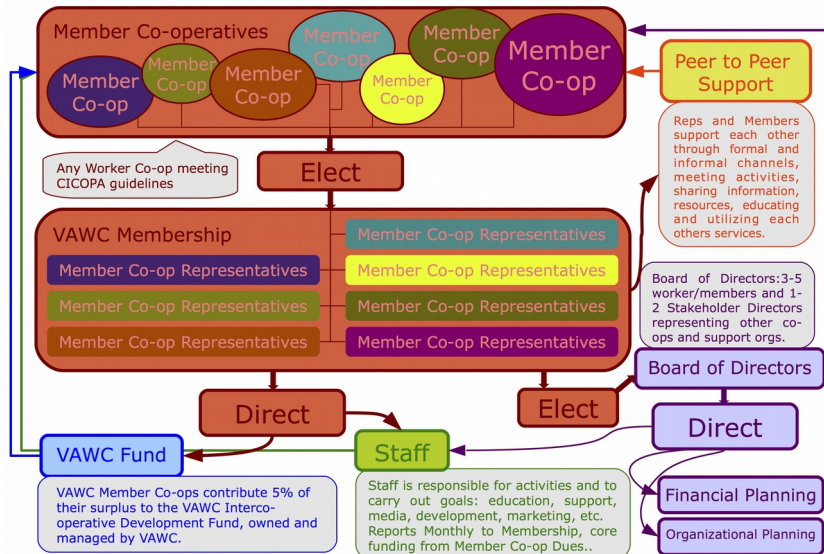 Member Co-operatives
Member
Co-op
Member
Co-op
Member
Co-op
Member
Co-op
Member
Co-op
Member
Co-op
Member
Co-op
Peer to Peer
Support
Reps and Members
support each other
through formal and
informal channels,
meeting activities,
sharing information,
resources, educating
and utilizing each
others services.
Any Worker Co-op meeting
CICOPA guidelines
Elect
VAWC Membership
Member Co-op Representatives
Member Co-op Representatives
Member Co-op Representatives
Member Co-op Representatives
Member Co-op Representatives
Member Co-op Representatives
Member Co-op Representatives
Board of Directors:3-5
worker/members and 1-
2 Stakeholder Directors
representing other co-
ops and support orgs.
Board of Directors
Direct
Elect
Direct
VAWC Fund
Staff
VAWC Member Co-ops contribute 5% of
their surplus to the VAWC Interco-
operative Development Fund, owned and
managed by VAWC.
Staff is responsible for activities and to
carry out goals: education, support,
media, development, marketing, etc.
Reports Monthly to Membership, core
funding from Member Co-op Dues..
Financial Planning
Organizational Planning